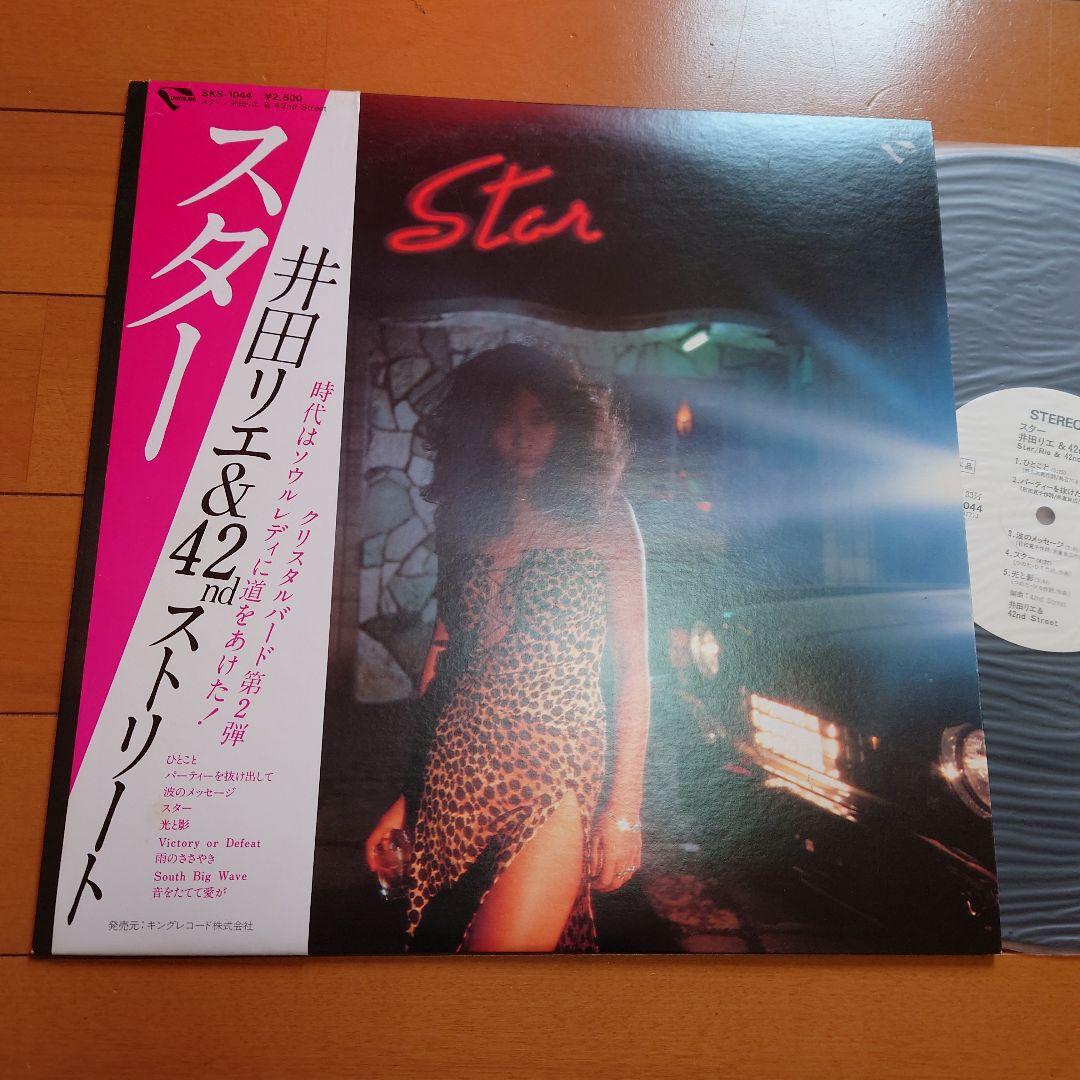 SKS-1044 ¥2,500
スター/井田リエ & 42nd Street
スター
井田リエ&42ndストリート
クリスタルバード第2弾
時代はソウルレディに道をあけた!
ひとこと
パーティーを抜け出して
波のメッセージ
スター
光と影
Victory or Defeat
雨のささやき
South Big Wave
音をたてて愛が
発売元:キングレコード株式会社
Star
STEREO
スター
井田リエ & 42n
Star/Rie & 42nd
1.ひとこと
2.パーティーを抜けた
33⅓
044
3.波のメッセージ
4.スター
5.光と影
編曲:42nd Street
井田リエ&
42nd Street